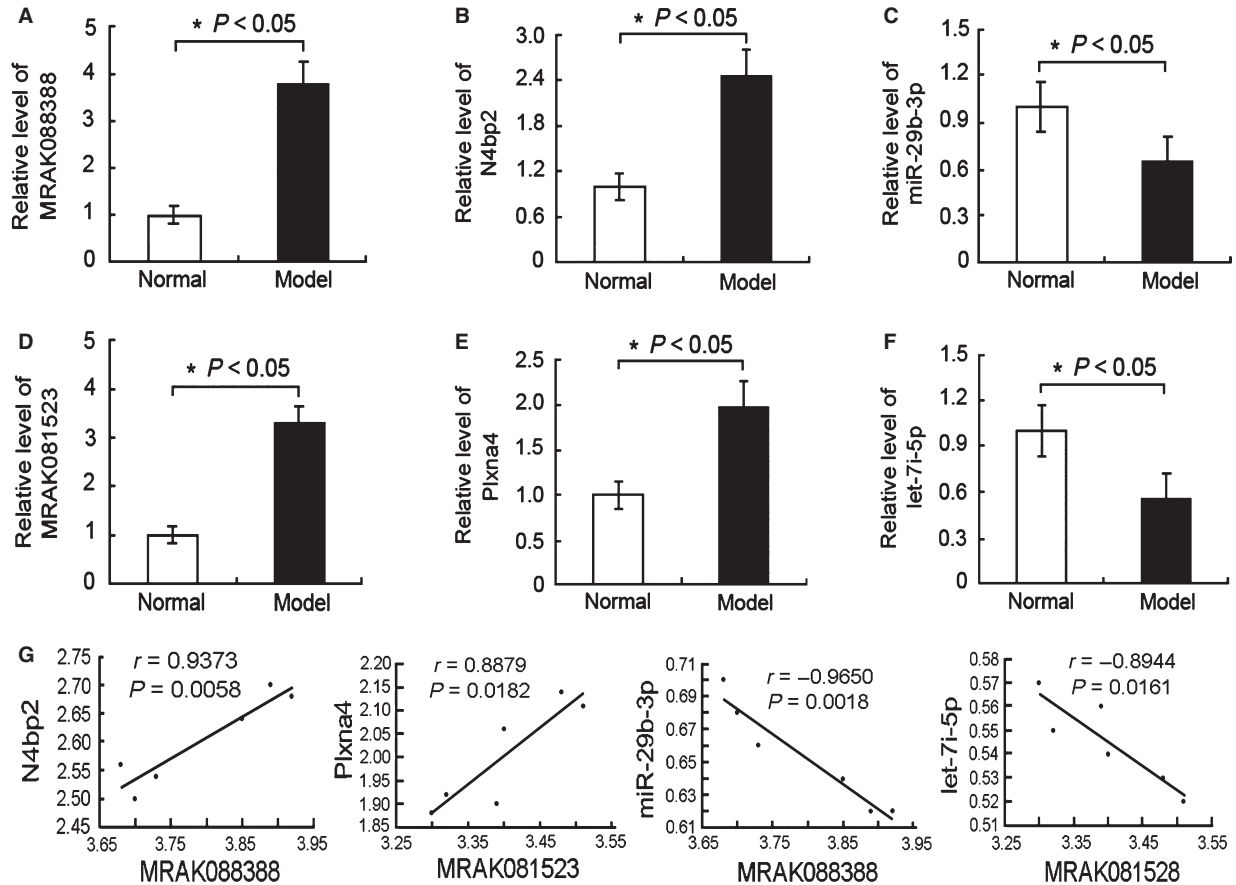 A
Relative level of
MRAK088388
5
4
3
2
1
0
* P < 0.05
Normal
Model
B
Relative level of
N4bp2
3.0
2.4
1.8
1.2
0.6
0
* P < 0.05
Normal
Model
C
Relative level of
miR-29b-3p
1.5
1.2
0.9
0.6
0.3
0
* P < 0.05
Normal
Model
D
Relative level of
MRAK081523
5
4
3
2
1
0
* P < 0.05
Normal
Model
E
Relative level of
Plxna4
2.5
2.0
1.5
1.0
0.5
0
* P < 0.05
Normal
Model
F
Relative level of
let-7i-5p
1.5
1.2
0.9
0.6
0.3
0
* P < 0.05
Normal
Model
G
N4bp2
2.75
2.70
2.65
2.60
2.55
2.50
2.45
r = 0.9373
P = 0.0058
3.65 3.75 3.85 3.95
MRAK088388
Plxna4
2.20
2.15
2.10
2.05
2.00
1.95
1.90
1.85
r = 0.8879
P = 0.0182
3.25 3.35 3.45 3.55
MRAK081523
miR-29b-3p
0.71
0.69
0.67
0.65
0.63
0.61
r = −0.9650
P = 0.0018
3.65 3.75 3.85 3.95
MRAK088388
let-7i-5p
0.58
0.57
0.56
0.55
0.54
0.53
0.52
0.51
r = −0.8944
P = 0.0161
3.25 3.35 3.45 3.55
MRAK081528